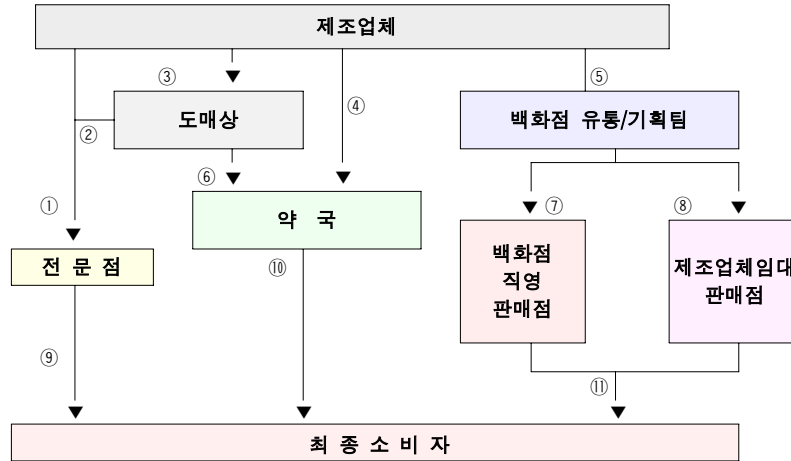 제조업체
③
④
⑤
도매상
백화점 유통/기획팀
②
⑥
①
약 국
⑦
⑧
전 문 점
⑩
백화점
직영
판매점
제조업체임대
판매점
⑨
⑪
최 종 소 비 자